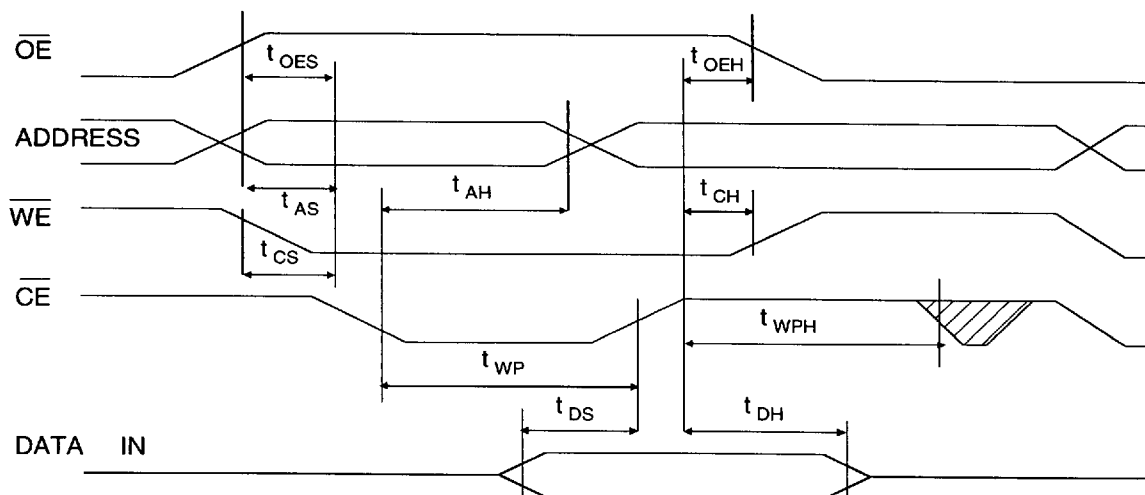 OE
t OES
t OEH
ADDRESS
t AS
t AH
t CH
WE
t CS
CE
t WP
t WPH
t DS
t DH
DATA IN